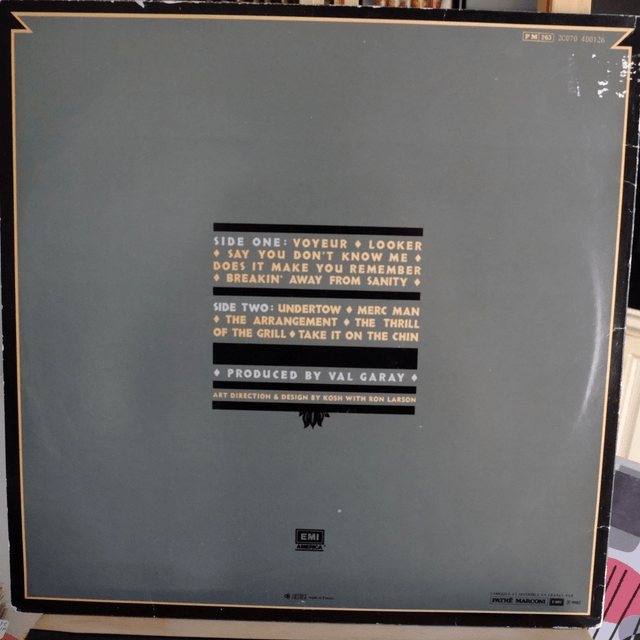 PM 263 2C070 400126
SIDE ONE: VOYEUR ♦ LOOKER
♦ SAY YOU DON'T KNOW ME ♦
DOES IT MAKE YOU REMEMBER
♦ BREAKIN' AWAY FROM SANITY ♦
SIDE TWO: UNDERTOW ♦ MERC MAN
♦ THE ARRANGEMENT ♦ THE THRILL
OF THE GRILL ♦ TAKE IT ON THE CHIN
♦ PRODUCED BY VAL GARAY ♦
ART DIRECTION & DESIGN BY KOSH WITH RON LARSON
EMI
AMERICA
PATHÉ MARCONI EMI